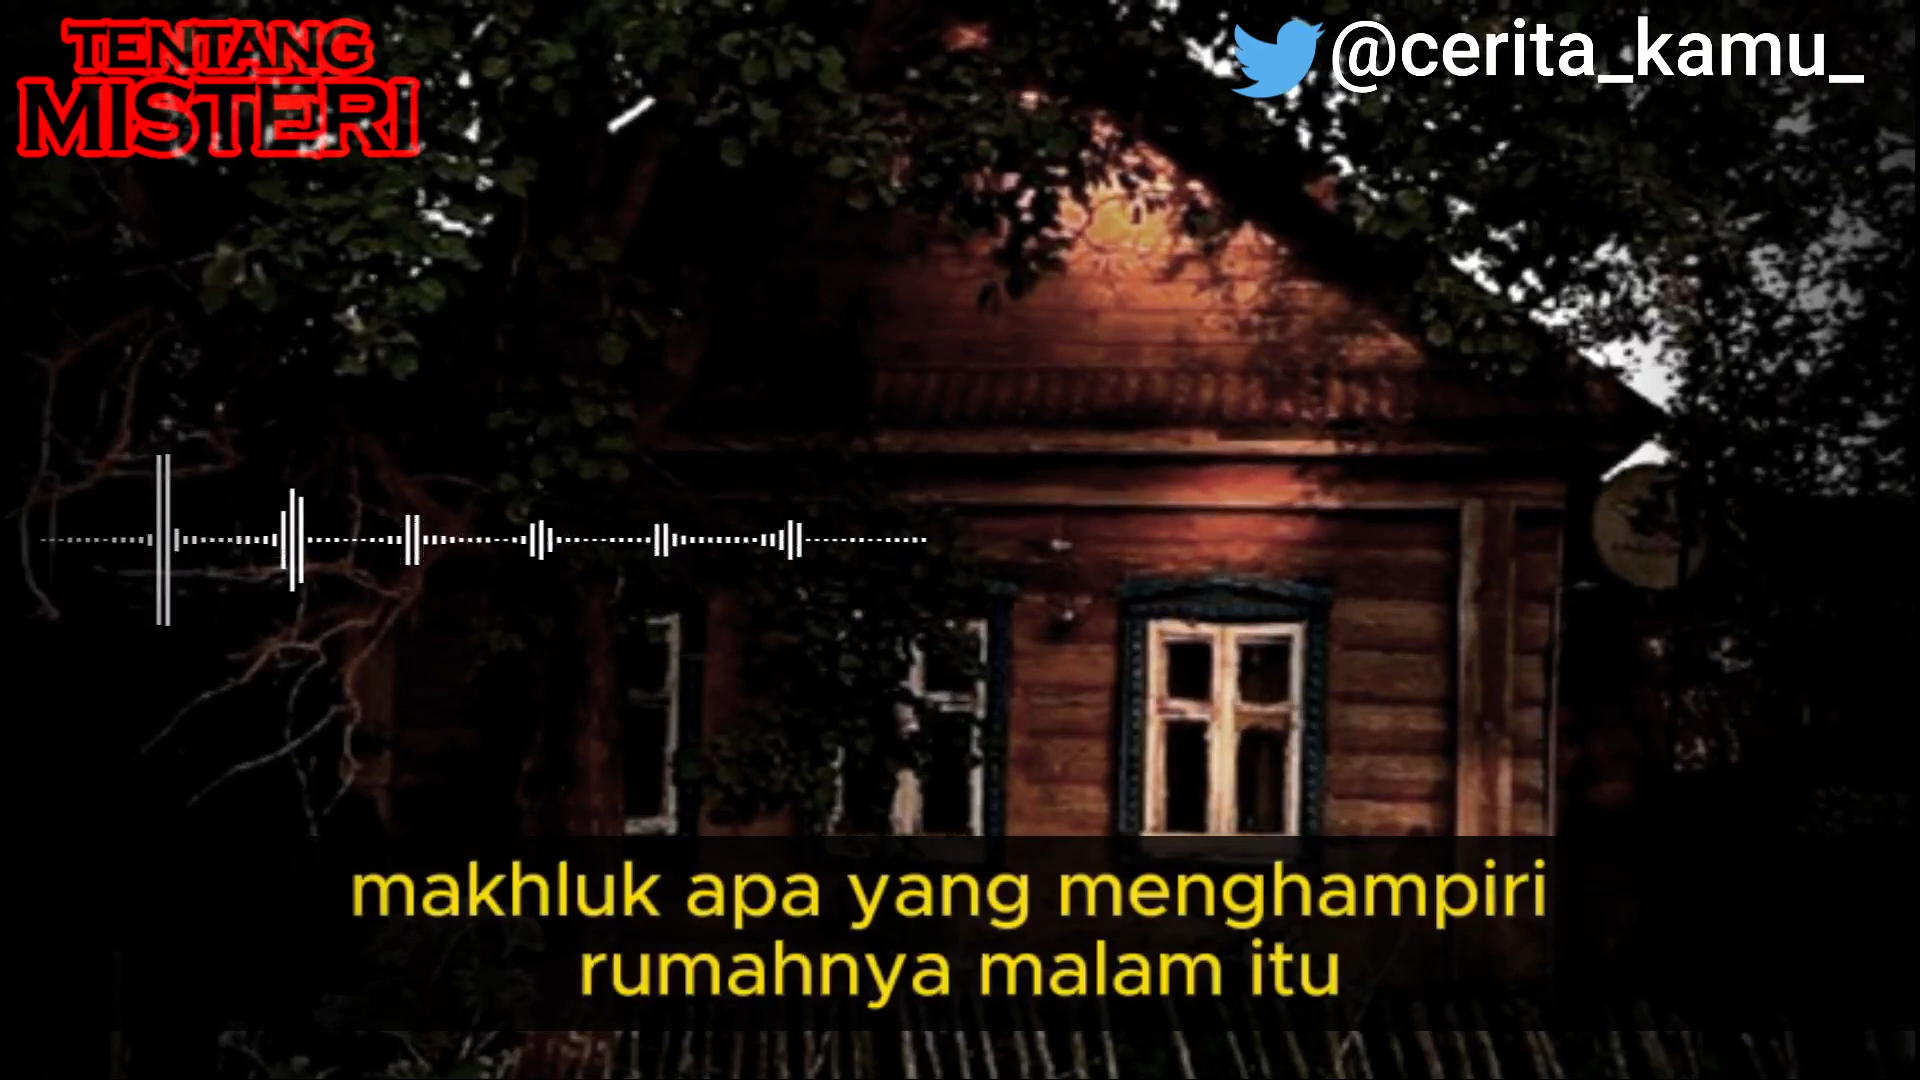 TENTANG
MISTERI
@cerita_kamu_
makhluk apa yang menghampiri
rumahnya malam itu